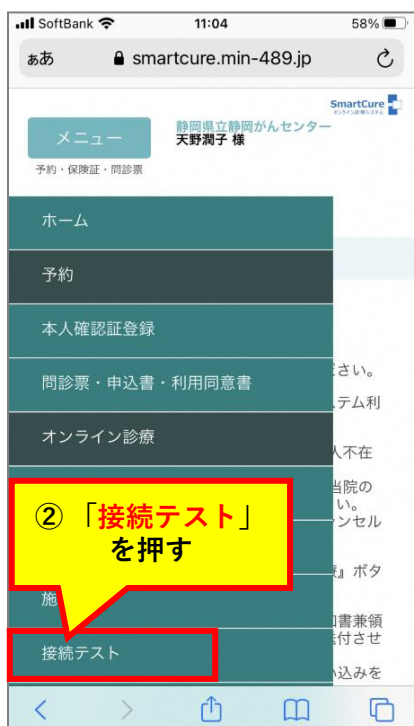 SoftBank 11:04 58%
ぁあ smartcure.min-489.jp
SmartCure
メニュー
静岡県立静岡がんセンター
天野潤子 様
予約・保険証・問診票
ホーム
予約
本人確認証登録
問診票・申込書・利用同意書
ださい。
テム利
オンライン診療
人不在
当院の
い。
ンセル
②「接続テスト」
を押す
』ボタ
施
書兼領
付させ
接続テスト
込みを